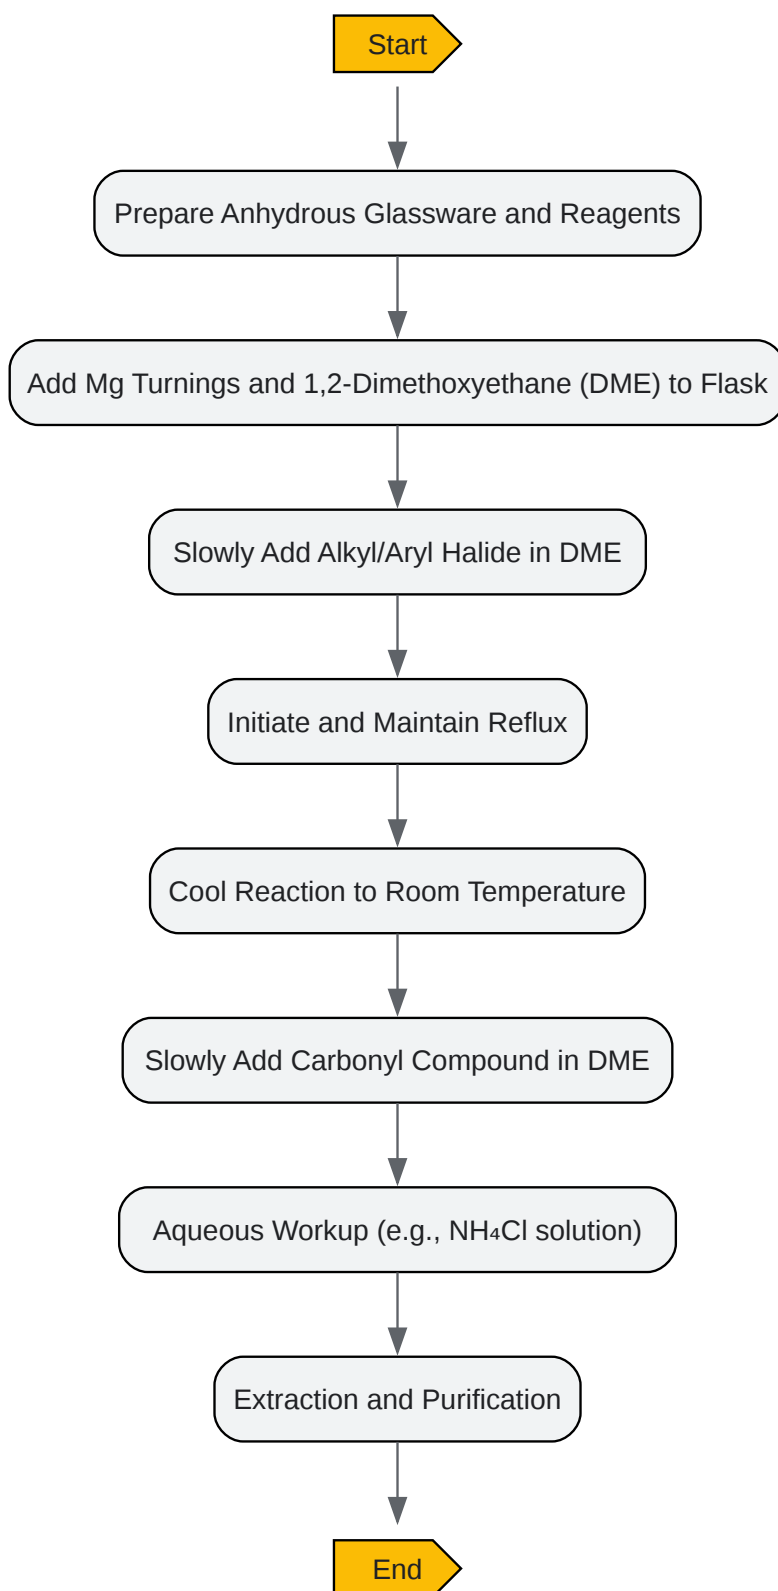 Start
Prepare Anhydrous Glassware and Reagents
Add Mg Turnings and 1,2-Dimethoxyethane (DME) to Flask
Slowly Add Alkyl/Aryl Halide in DME
Initiate and Maintain Reflux
Cool Reaction to Room Temperature
Slowly Add Carbonyl Compound in DME
Aqueous Workup (e.g., NH₄Cl solution)
Extraction and Purification
End